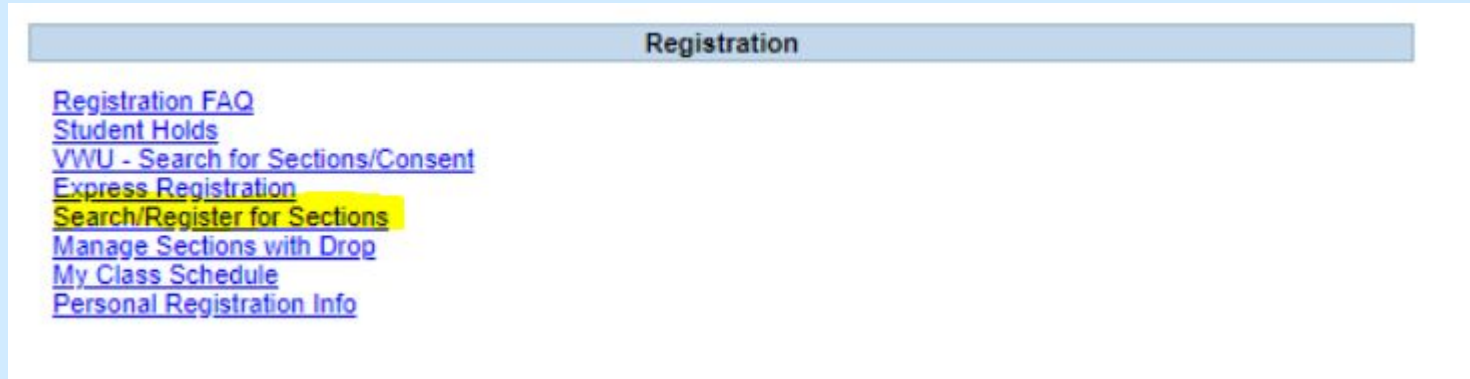 Registration
Registration FAQ
Student Holds
VWU - Search for Sections/Consent
Express Registration
Search/Register for Sections
Manage Sections with Drop
My Class Schedule
Personal Registration Info